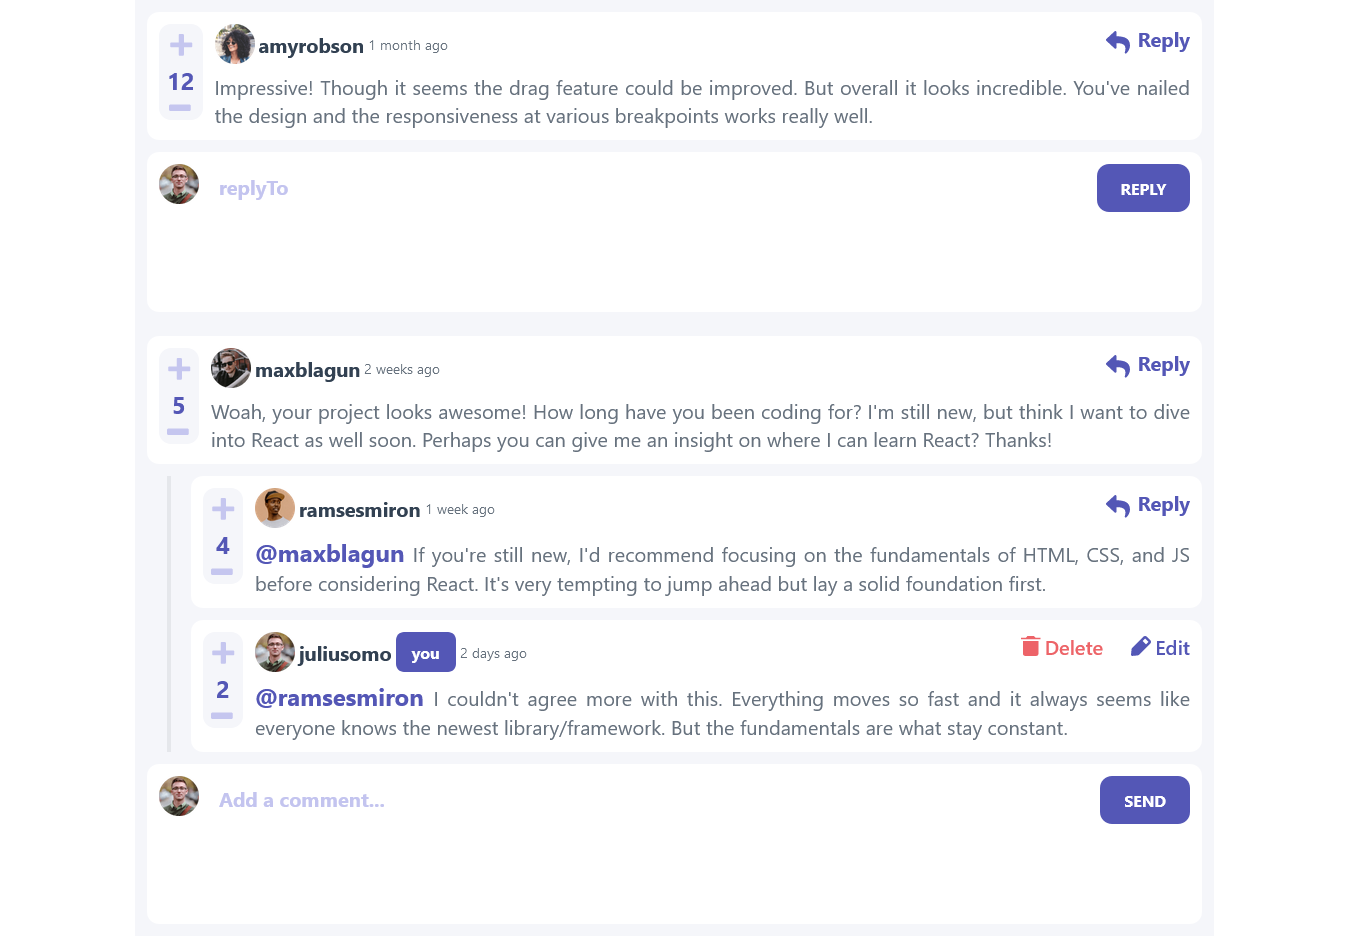 amyrobson 1 month ago Reply
12
Impressive! Though it seems the drag feature could be improved. But overall it looks incredible. You've nailed
the design and the responsiveness at various breakpoints works really well.
replyTo REPLY
maxblagun 2 weeks ago Reply
5
Woah, your project looks awesome! How long have you been coding for? I'm still new, but think I want to dive
into React as well soon. Perhaps you can give me an insight on where I can learn React? Thanks!
ramsesmiron 1 week ago Reply
4
@maxblagun If you're still new, I'd recommend focusing on the fundamentals of HTML, CSS, and JS
before considering React. It's very tempting to jump ahead but lay a solid foundation first.
juliusomo you 2 days ago Delete Edit
2
@ramsesmiron I couldn't agree more with this. Everything moves so fast and it always seems like
everyone knows the newest library/framework. But the fundamentals are what stay constant.
Add a comment... SEND